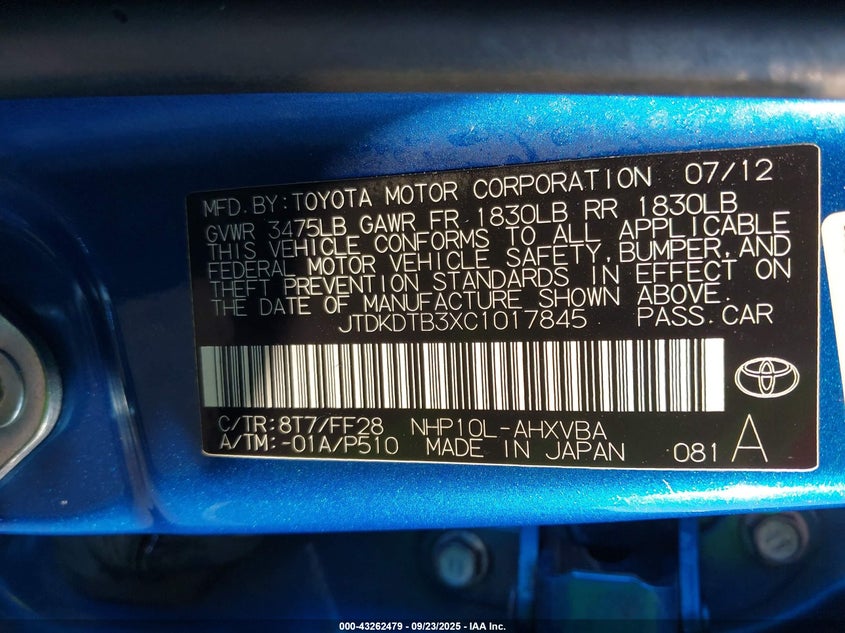 MFD. BY: TOYOTA MOTOR CORPORATION 07/12
GVWR 3475LB GAWR FR 1830LB RR 1830LB
THIS VEHICLE CONFORMS TO ALL APPLICABLE
FEDERAL MOTOR VEHICLE SAFETY, BUMPER, AND
THEFT PREVENTION STANDARDS IN EFFECT ON
THE DATE OF MANUFACTURE SHOWN ABOVE.
JTDKDTB3XC1017845 PASS. CAR
C/TR: 8T7/FF28 NHP10L-AHXVBA
A/TM: -01A/P510 MADE IN JAPAN 081 A
000-43262479 - 09/23/2025 - IAA Inc.